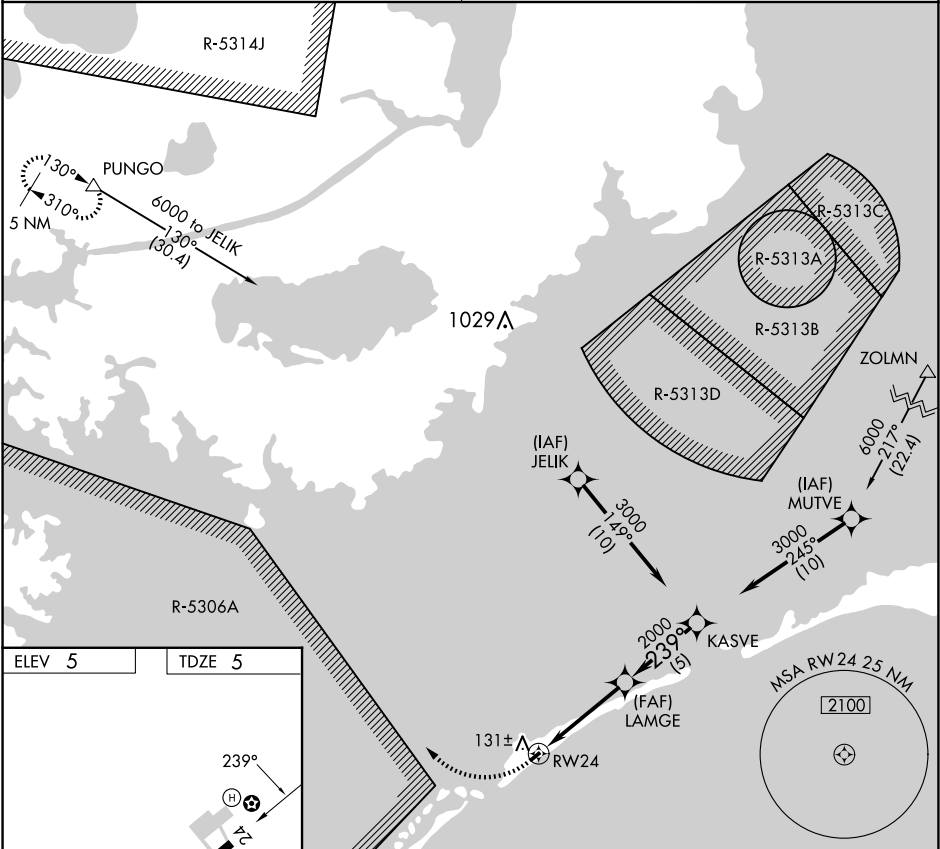 R-5314J
130°
PUNGO
310°
5 NM
6000 to JELIK
130°
(30.4)
1029
R-5313C
R-5313A
R-5313B
R-5313D
ZOLMN
6000
217°
(22.4)
(IAF)
JELIK
3000
149°
(10)
(IAF)
MUTVE
3000
245°
(10)
R-5306A
KASVE
2000
239°
(5)
(FAF)
LAMGE
131±
RW24
MSA RW24 25 NM
2100
ELEV 5
TDZE 5
239°
H
24